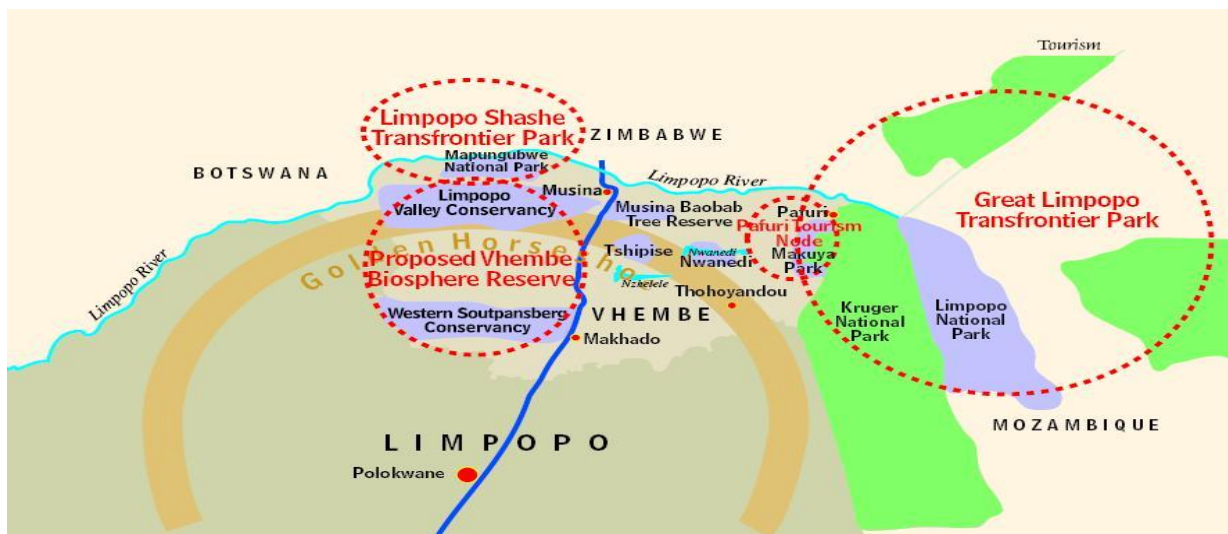 Tourism
Limpopo Shashe
Transfrontier Park
ZIMBABWE
Mapungubwe
National Park
BOTSWANA
Limpopo River
Musina
Limpopo
Valley Conservancy
Musina Baobab
Tree Reserve
Pafuri
Pafuri Tourism
Node
Makuya
Park
Great Limpopo
Transfrontier Park
Golden Horsesho
Proposed Vhembe
Biosphere Reserve
Tshipise
Nwanedi
Nwanedi
Nzhelele
Thohoyandou
Limpopo River
Western Soutpansberg
Conservancy
VHEMBE
Makhado
Kruger
National
Park
Limpopo
National
Park
MOZAMBIQUE
LIMPOPO
Polokwane